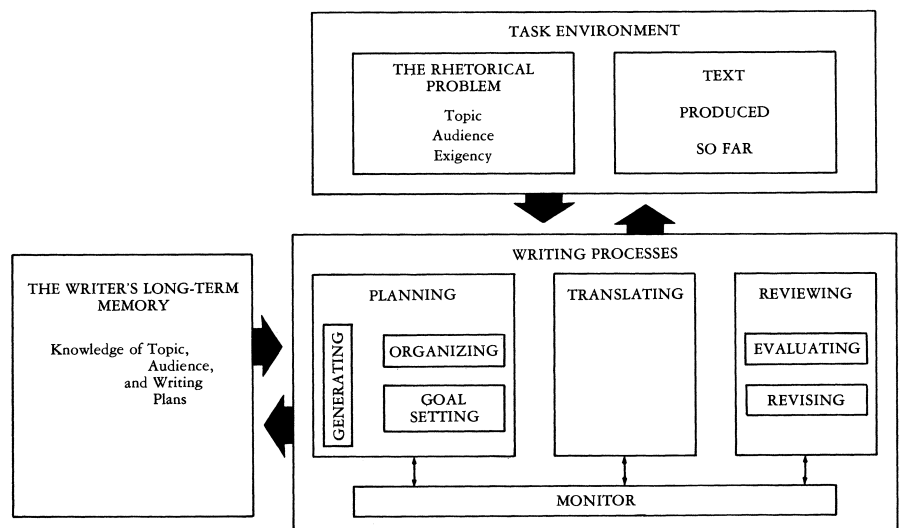 TASK ENVIRONMENT
THE RHETORICAL
PROBLEM
Topic
Audience
Exigency
TEXT
PRODUCED
SO FAR
THE WRITER'S LONG-TERM
MEMORY
Knowledge of Topic,
Audience,
and Writing
Plans
WRITING PROCESSES
PLANNING
GENERATING
ORGANIZING
GOAL
SETTING
TRANSLATING
REVIEWING
EVALUATING
REVISING
MONITOR